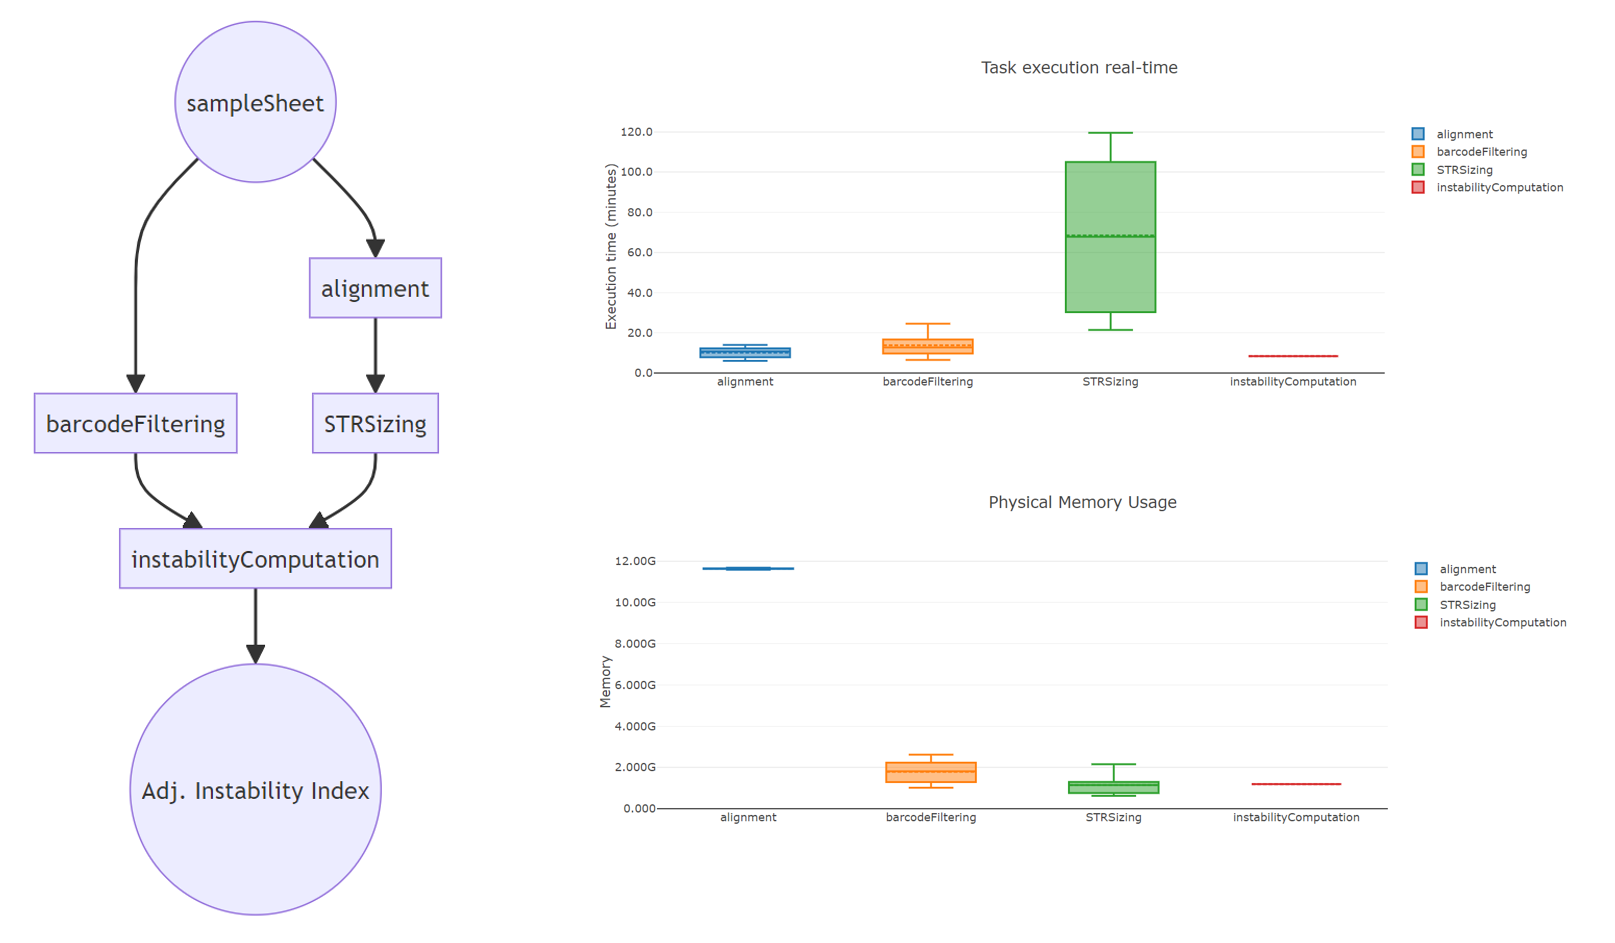 sampleSheet
alignment
barcodeFiltering
STRSizing
instabilityComputation
Adj. Instability Index
Task execution real-time
Execution time (minutes)
120.0
100.0
80.0
60.0
40.0
20.0
0.0
alignment
barcodeFiltering
STRSizing
instabilityComputation
alignment
barcodeFiltering
STRSizing
instabilityComputation
Physical Memory Usage
Memory
12.00G
10.00G
8.000G
6.000G
4.000G
2.000G
0.000
alignment
barcodeFiltering
STRSizing
instabilityComputation
alignment
barcodeFiltering
STRSizing
instabilityComputation